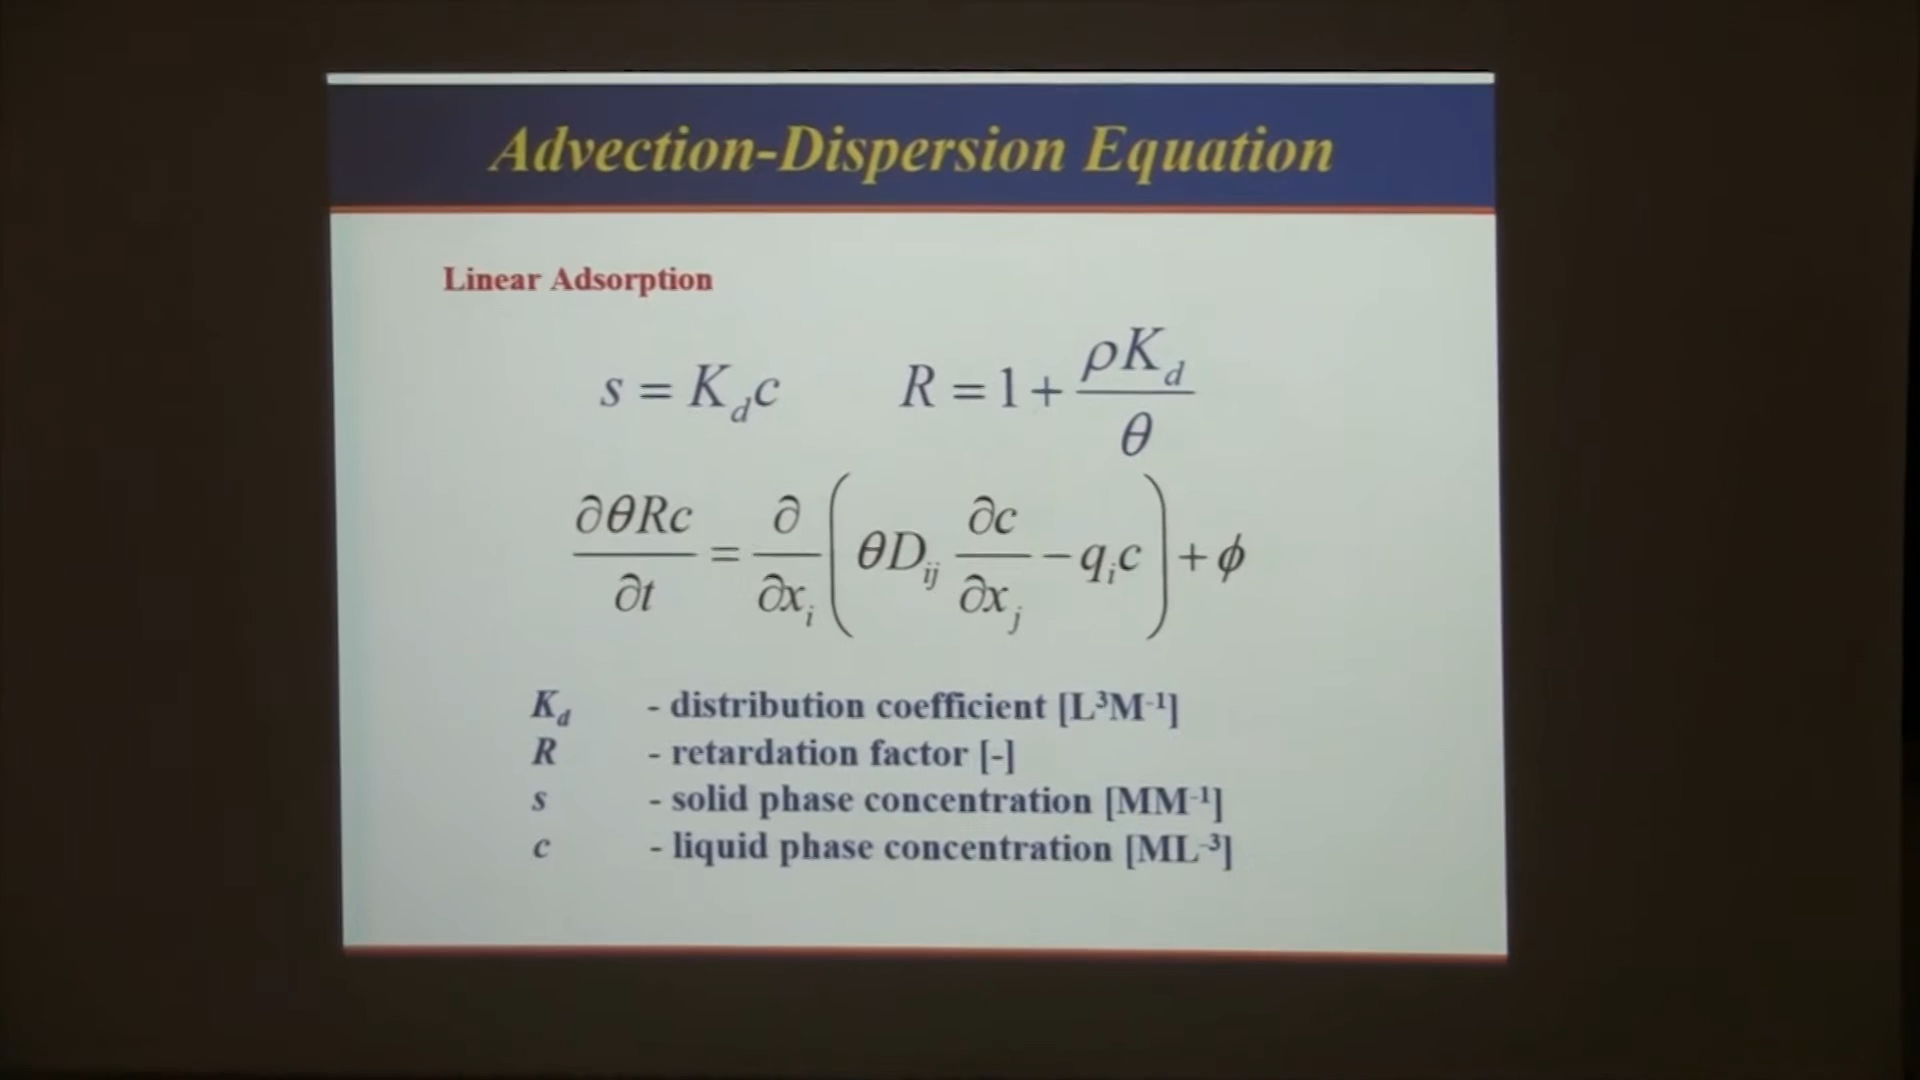 Advection-Dispersion Equation
Linear Adsorption
s = K_d c    R = 1 + ρK_d / θ
∂θRc / ∂t = ∂ / ∂x_i ( θD_ij ∂c / ∂x_j − q_i c ) + ϕ
K_d - distribution coefficient [L³M⁻¹]
R - retardation factor [-]
s - solid phase concentration [MM⁻¹]
c - liquid phase concentration [ML⁻³]